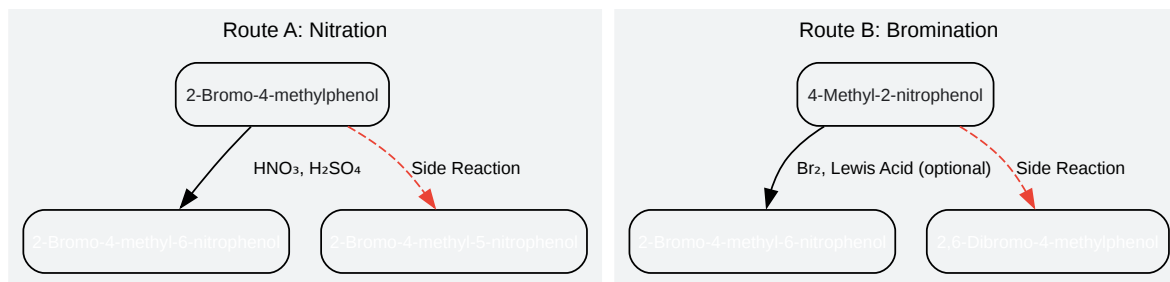 Route A: Nitration
2-Bromo-4-methylphenol
HNO₃, H₂SO₄
Side Reaction
2-Bromo-4-methyl-6-nitrophenol
2-Bromo-4-methyl-5-nitrophenol
Route B: Bromination
4-Methyl-2-nitrophenol
Br₂, Lewis Acid (optional)
Side Reaction
2-Bromo-4-methyl-6-nitrophenol
2,6-Dibromo-4-methylphenol